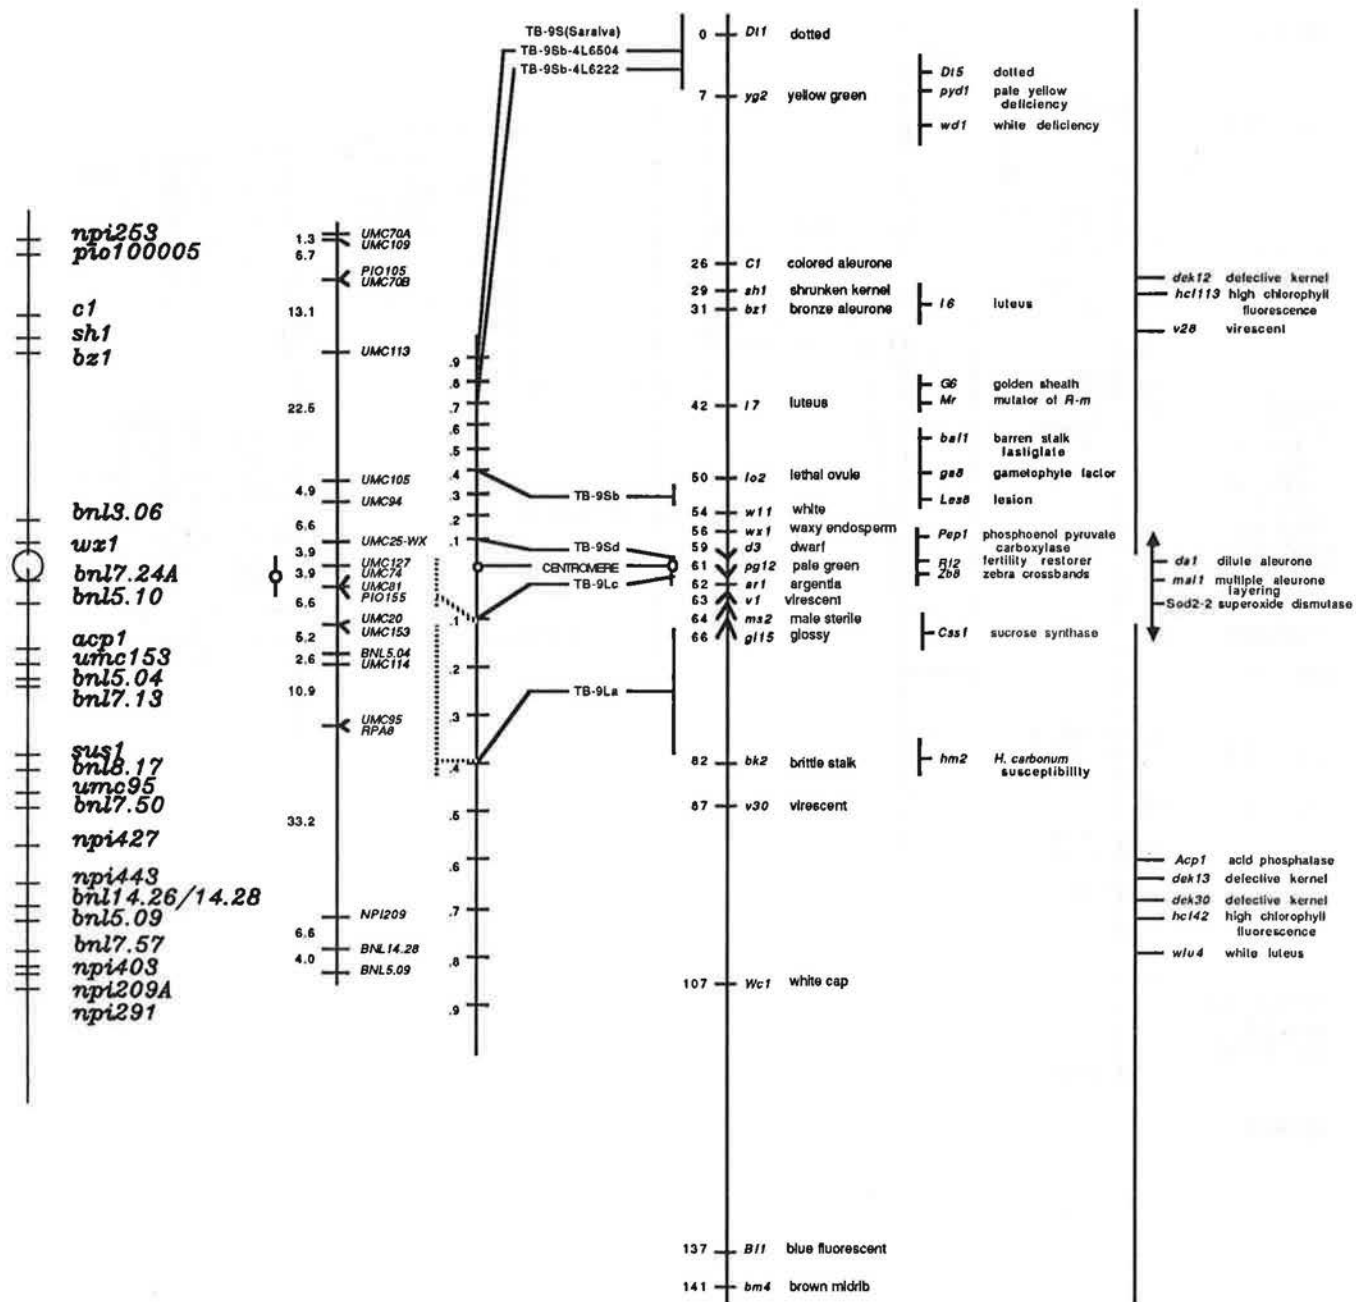 npi253
pio100005
c1
sh1
bz1
bnl3.06
wx1
bnl7.24A
bnl5.10
acp1
umc153
bnl5.04
bnl7.13
sus1
bnl8.17
umc95
bnl7.50
npi427
npi443
bnl14.26/14.28
bnl5.09
bnl7.57
npi403
npi209A
npi291
UMC70A
1.3
UMC109
6.7
PIO105
UMC70B
13.1
UMC113
22.5
UMC105
4.9
UMC94
6.6
UMC25-WX
3.9
UMC127
3.9
UMC74
UMC81
PIO155
6.6
UMC20
UMC153
5.2
BNL5.04
2.6
UMC114
10.9
UMC95
RPA8
33.2
NPI209
6.6
BNL14.28
4.0
BNL5.09
.9
.8
.7
.6
.5
.4
.3
.2
.1
.1
.2
.3
.4
.5
.6
.7
.8
.9
TB-9S(Saraiva)
TB-9Sb-4L6504
TB-9Sb-4L6222
TB-9Sb
TB-9Sd
CENTROMERE
TB-9Lc
TB-9La
0 Dt1 dotted
7 yg2 yellow green
26 C1 colored aleurone
29 sh1 shrunken kernel
31 bz1 bronze aleurone
42 l7 luteus
50 lo2 lethal ovule
54 w11 white
56 wx1 waxy endosperm
59 d3 dwarf
61 pg12 pale green
62 ar1 argentia
63 v1 virescent
64 ms2 male sterile
66 gl15 glossy
82 bk2 brittle stalk
87 v30 virescent
107 Wc1 white cap
137 Bf1 blue fluorescent
141 bm4 brown midrib
Dt5 dotted
pyd1 pale yellow
deficiency
wd1 white deficiency
l6 luteus
G6 golden sheath
Mr mutator of R-m
baf1 barren stalk
fastigiate
ga8 gametophyte factor
Les8 lesion
Pep1 phosphoenol pyruvate
carboxylase
Rf2 fertility restorer
Zb8 zebra crossbands
Css1 sucrose synthase
hm2 H. carbonum
susceptibility
dek12 defective kernel
hcf113 high chlorophyll
fluorescence
v28 virescent
da1 dilute aleurone
mal1 multiple aleurone
layering
Sod2-2 superoxide dismutase
Acp1 acid phosphatase
dek13 defective kernel
dek30 defective kernel
hcf42 high chlorophyll
fluorescence
wlu4 white luteus